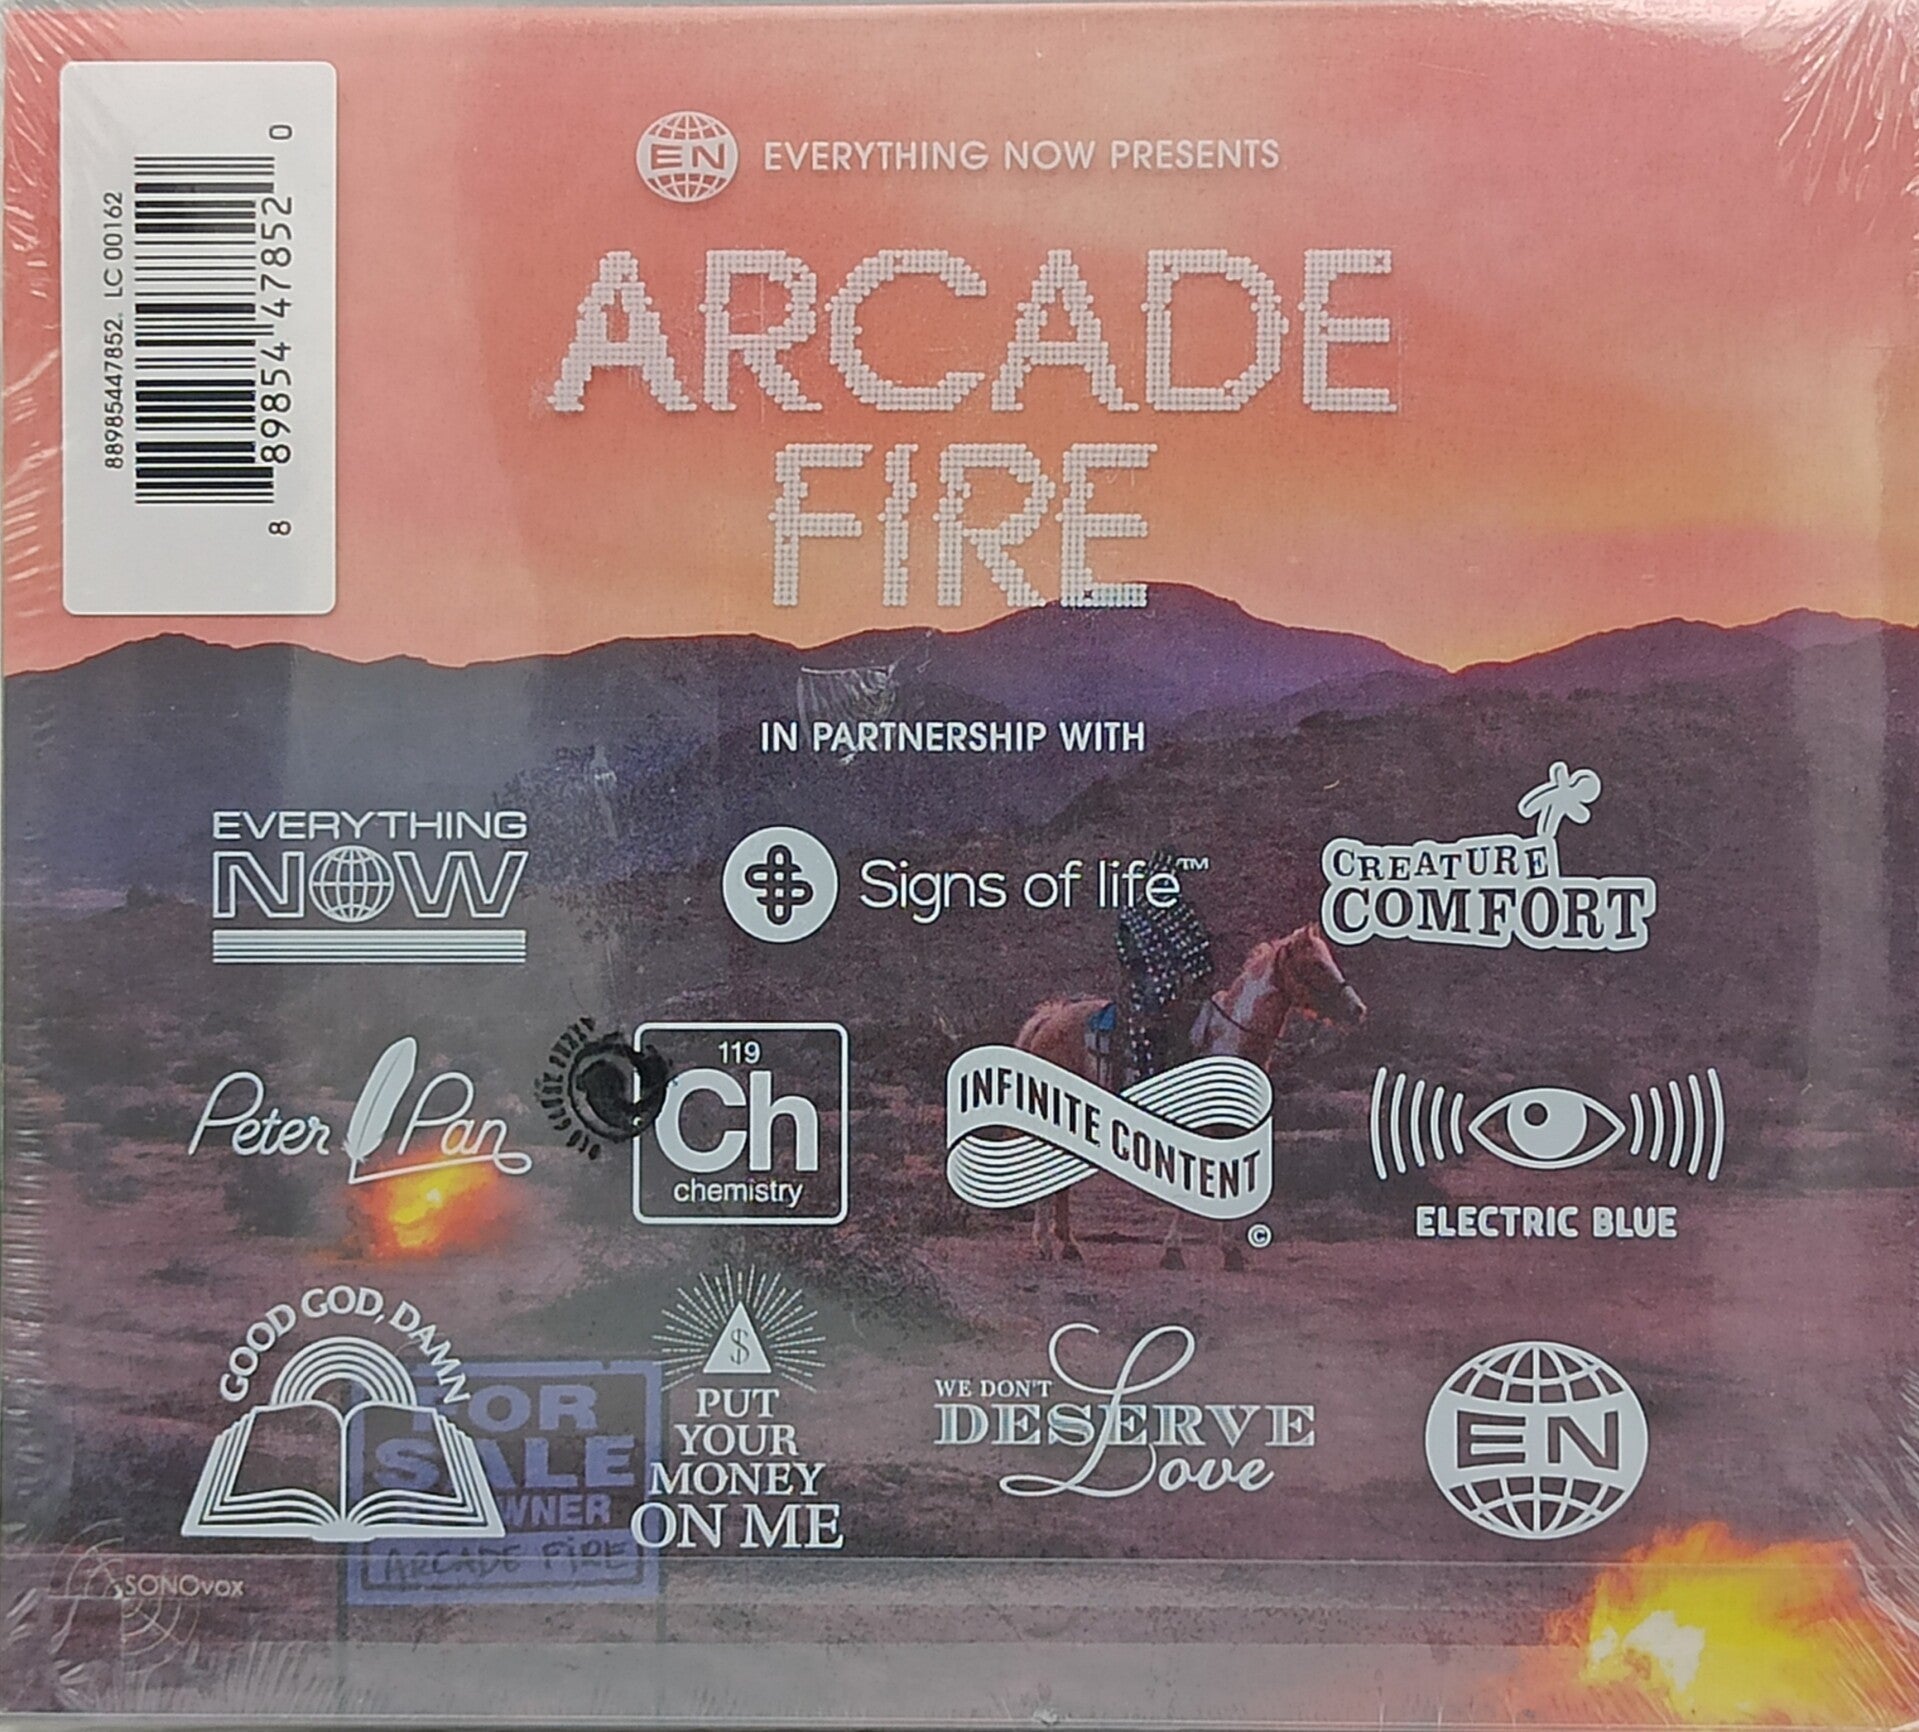 88985447852 LC 00162
8 89854 47852 0
EN EVERYTHING NOW PRESENTS
ARCADE
FIRE
IN PARTNERSHIP WITH
EVERYTHING
NOW
Signs of life™
CREATURE
COMFORT
Peter Pan
119
Ch
chemistry
INFINITE CONTENT
©
ELECTRIC BLUE
GOOD GOD, DAMN
$
PUT
YOUR
MONEY
ON ME
WE DON'T
DESERVE
Love
EN
FOR
SALE
WNER
ARCADE FIRE
SONOvox